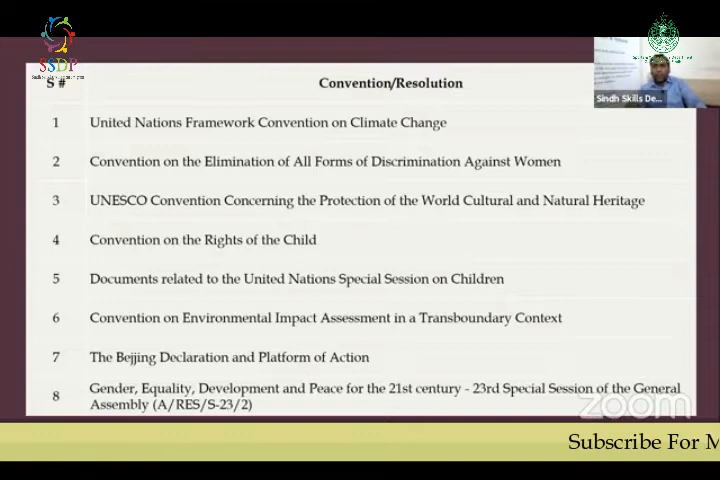 SSDP
S #
Convention/Resolution
Sindh Skills De...
1 United Nations Framework Convention on Climate Change
2 Convention on the Elimination of All Forms of Discrimination Against Women
3 UNESCO Convention Concerning the Protection of the World Cultural and Natural Heritage
4 Convention on the Rights of the Child
5 Documents related to the United Nations Special Session on Children
6 Convention on Environmental Impact Assessment in a Transboundary Context
7 The Bejjing Declaration and Platform of Action
8 Gender, Equality, Development and Peace for the 21st century - 23rd Special Session of the General
Assembly (A/RES/S-23/2)
zoom
Subscribe For M